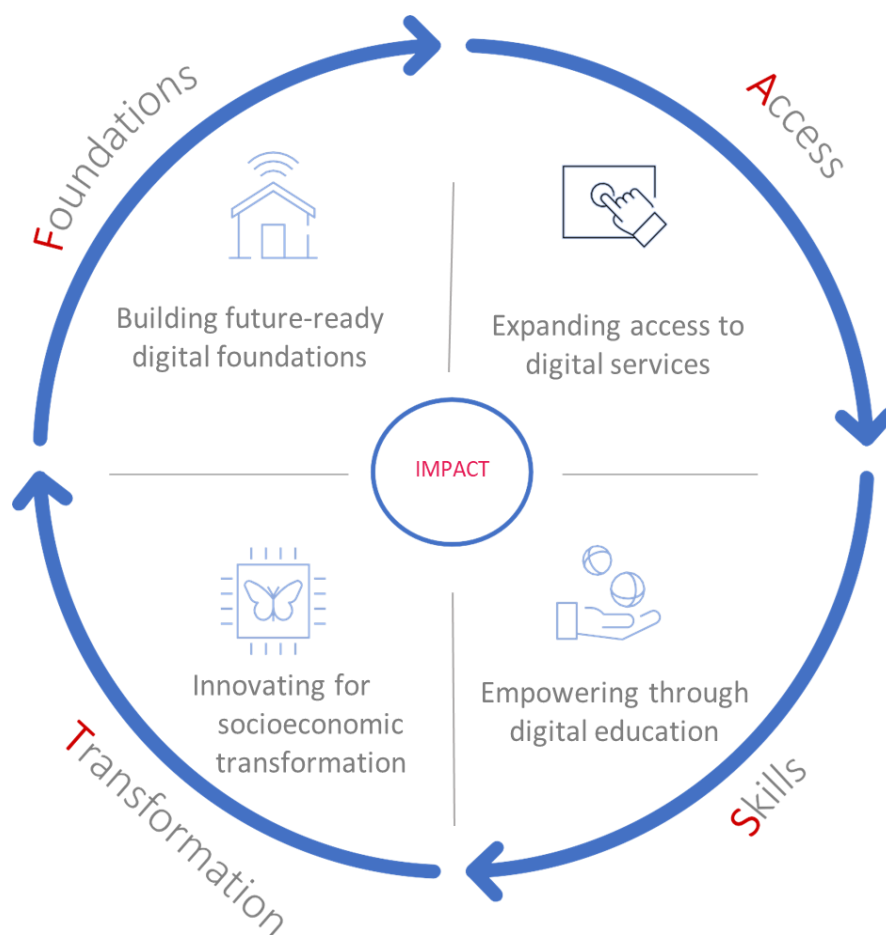 Foundations
Access
Building future-ready
digital foundations
Expanding access to
digital services
IMPACT
Innovating for
socioeconomic
transformation
Empowering through
digital education
Transformation
Skills